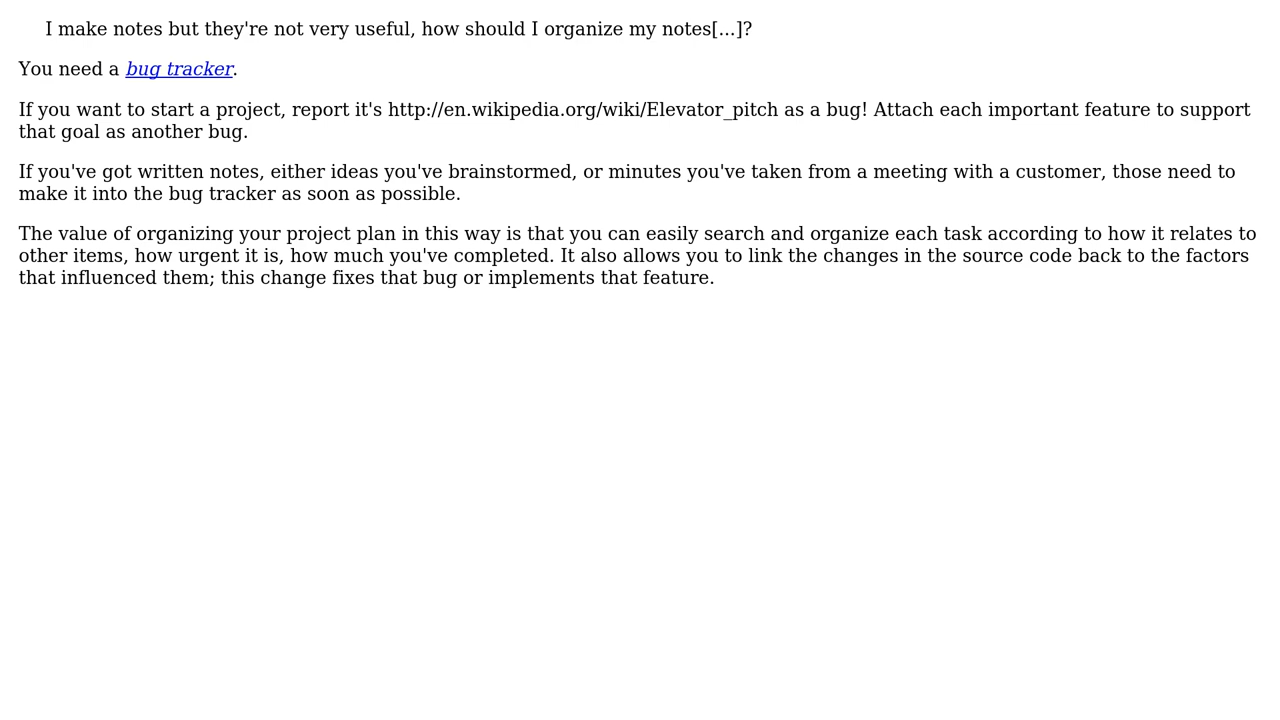 I make notes but they're not very useful, how should I organize my notes[...]?
You need a bug tracker.
If you want to start a project, report it's http://en.wikipedia.org/wiki/Elevator_pitch as a bug! Attach each important feature to support
that goal as another bug.
If you've got written notes, either ideas you've brainstormed, or minutes you've taken from a meeting with a customer, those need to
make it into the bug tracker as soon as possible.
The value of organizing your project plan in this way is that you can easily search and organize each task according to how it relates to
other items, how urgent it is, how much you've completed. It also allows you to link the changes in the source code back to the factors
that influenced them; this change fixes that bug or implements that feature.